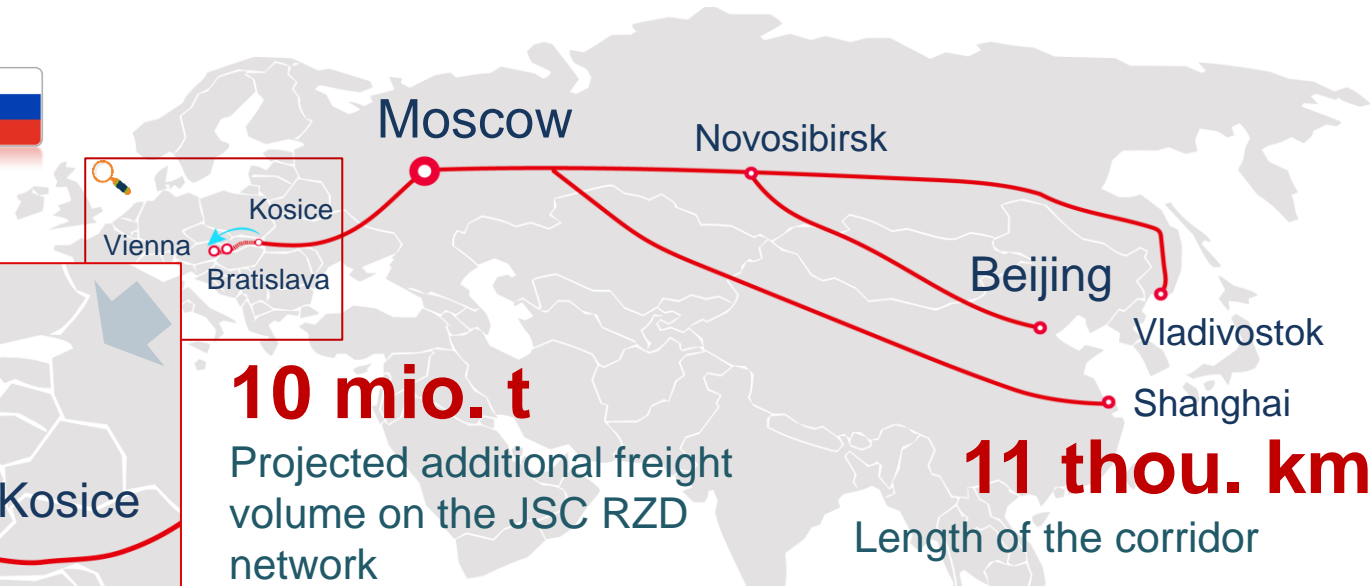 Moscow
Novosibirsk
Kosice
Vienna
Bratislava
Beijing
Vladivostok
Shanghai
10 mio. t
Projected additional freight
volume on the JSC RZD
network
11 thou. km
Length of the corridor
Kosice